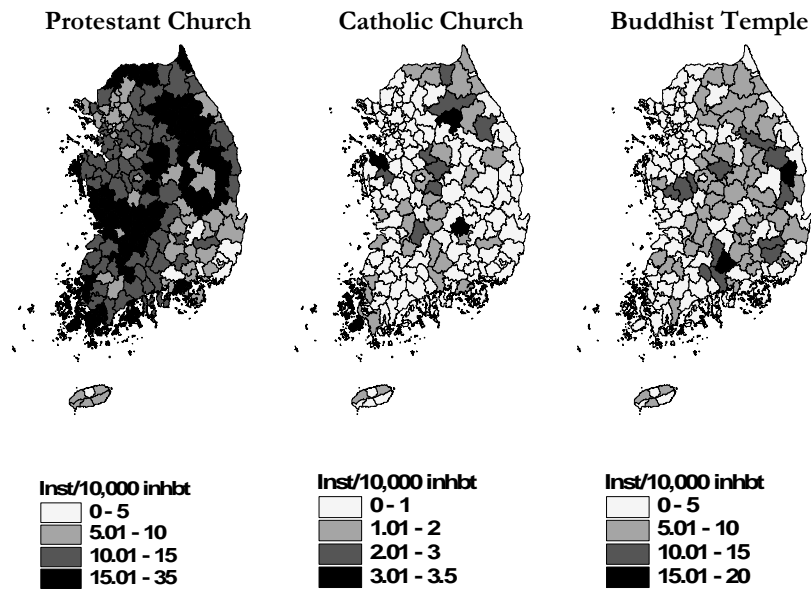 Protestant Church
Catholic Church
Buddhist Temple
Inst/10,000 inhbt
0 - 5
5.01 - 10
10.01 - 15
15.01 - 35
Inst/10,000 inhbt
0 - 1
1.01 - 2
2.01 - 3
3.01 - 3.5
Inst/10,000 inhbt
0 - 5
5.01 - 10
10.01 - 15
15.01 - 20